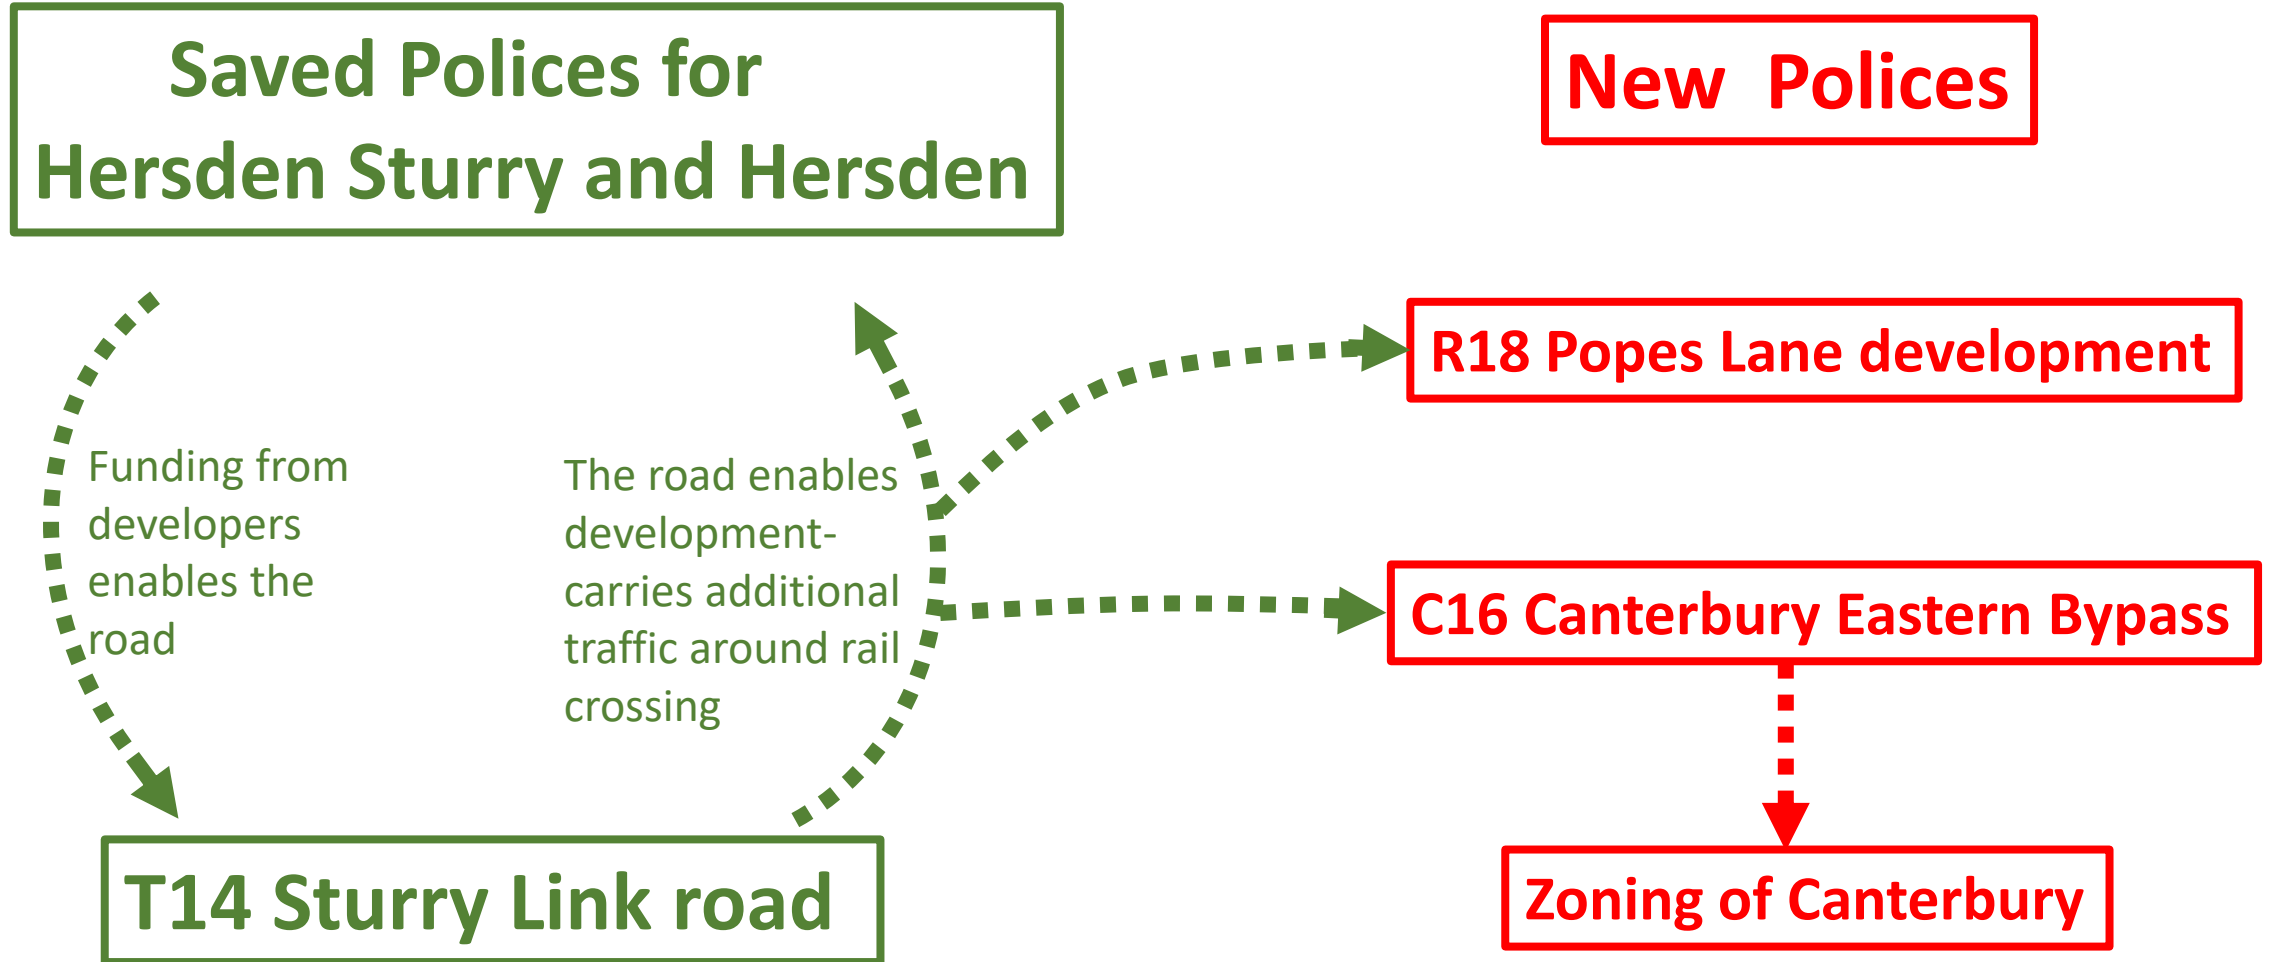 Saved Polices for
Hersden Sturry and Hersden
New Polices
R18 Popes Lane development
Funding from
developers
enables the
road
The road enables
development-
carries additional
traffic around rail
crossing
C16 Canterbury Eastern Bypass
T14 Sturry Link road
Zoning of Canterbury